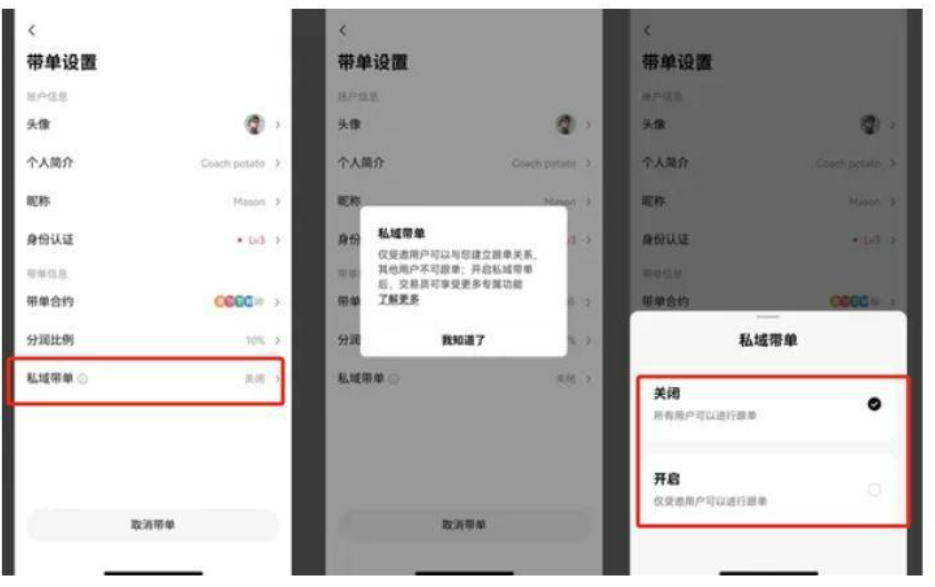 带单设置
账户信息
头像
个人简介 Coach potato
昵称 Mason
身份认证 Lv3
带单信息
带单合约
分润比例 10%
私域带单 关闭
取消带单
带单设置
账户信息
头像
个人简介 Coach potato
昵称 Mason
身份
私域带单
仅受邀用户可以与您建立跟单关系,
其他用户不可跟单;开启私域带单
后,交易员可享受更多专属功能
了解更多
我知道了
带单
分润
私域带单 关闭
取消带单
带单设置
账户信息
头像
个人简介 Coach potato
昵称 Mason
身份认证 Lv3
带单信息
带单合约
私域带单
关闭
所有用户可以进行跟单
开启
仅受邀用户可以进行跟单